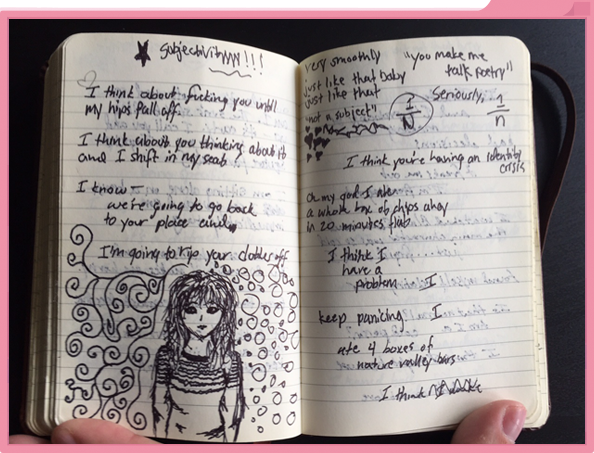 Subjectivity!!!
I think about fucking you until
my hips fall off.
I think about you thinking about it
and I shift in my seat
I know—
we're going to go back
to your place and
I'm going to rip your clothes off
very smoothly
just like that baby
just like that
"not a subject"
"you make me
talk poetry"
1/N
Seriously, 1/n
I think you're having an identity
crisis
Oh my god I ate
a whole box of chips ahoy
in 20 minutes flat
I think I
have a
problem I
keep panicing I
ate 4 boxes of
nature valley bars
I think